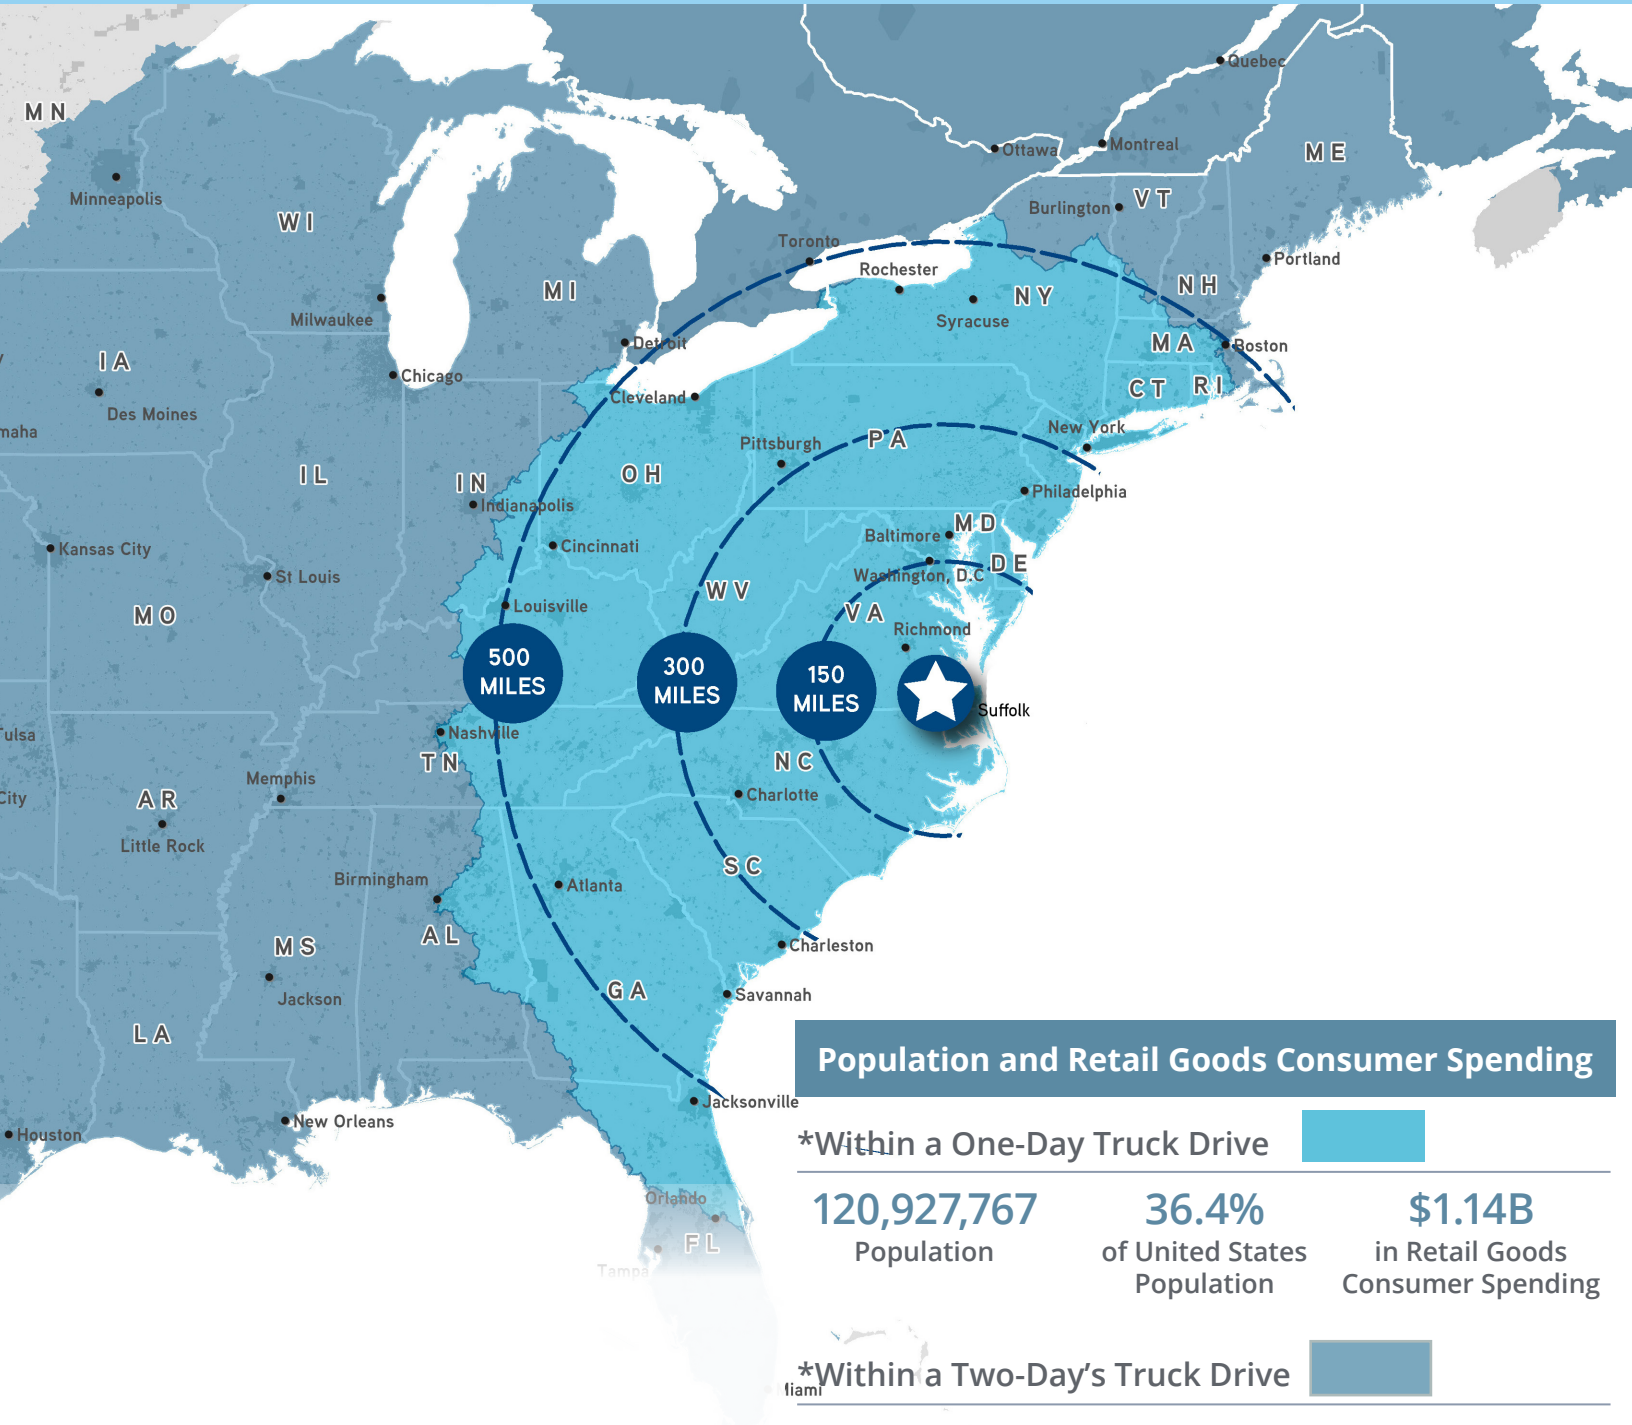 Quebec
MN
Ottawa
Montreal
ME
Minneapolis
VT
Burlington
WI
Toronto
Portland
Rochester
NH
MI
NY
Milwaukee
Syracuse
Detroit
MA
Boston
IA
Chicago
CT
RI
Cleveland
Des Moines
New York
maha
PA
Pittsburgh
OH
IL
IN
Philadelphia
Indianapolis
MD
Baltimore
Cincinnati
Kansas City
DE
Washington, D.C
St Louis
WV
Louisville
VA
MO
Richmond
500
MILES
300
MILES
150
MILES
Suffolk
ulsa
Nashville
TN
NC
Memphis
City
AR
Charlotte
Little Rock
SC
Birmingham
Atlanta
AL
MS
Charleston
GA
Savannah
Jackson
LA
Population and Retail Goods Consumer Spending
Jacksonville
New Orleans
Houston
*Within a One-Day Truck Drive
Orlando
120,927,767
Population
36.4%
of United States
Population
$1.14B
in Retail Goods
Consumer Spending
FL
Tampa
*Within a Two-Day's Truck Drive
iami